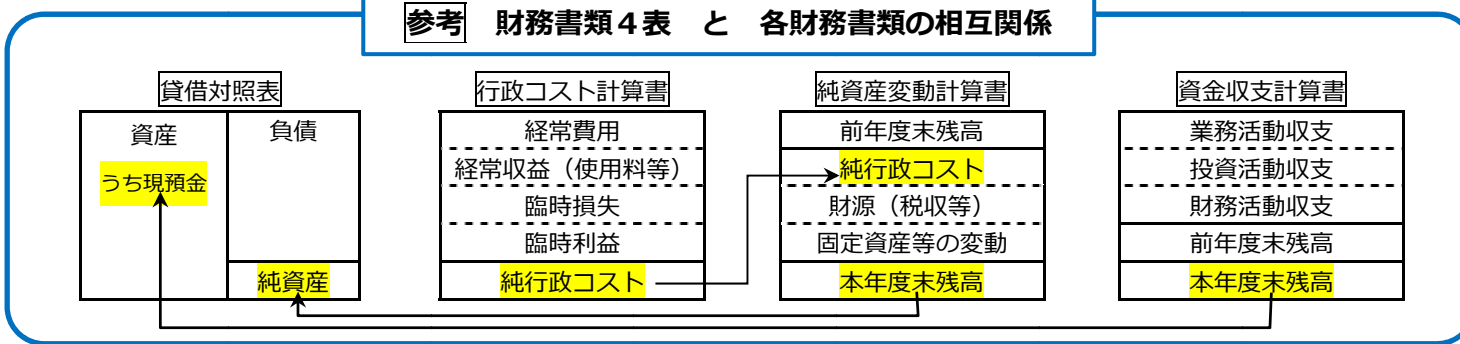 参考　財務書類４表　と　各財務書類の相互関係
貸借対照表
資産
うち現預金
負債
純資産
行政コスト計算書
経常費用
経常収益（使用料等）
臨時損失
臨時利益
純行政コスト
純資産変動計算書
前年度末残高
純行政コスト
財源（税収等）
固定資産等の変動
本年度末残高
資金収支計算書
業務活動収支
投資活動収支
財務活動収支
前年度末残高
本年度末残高